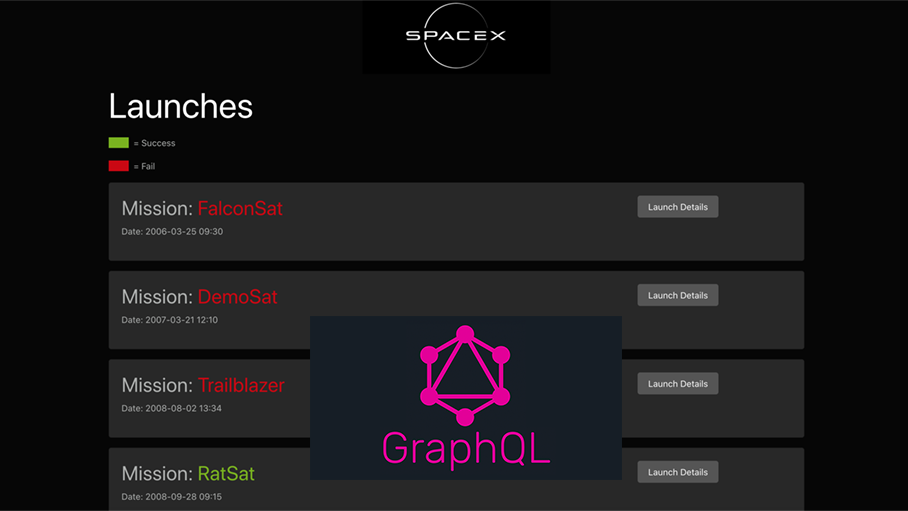 SPACEX
Launches
= Success
= Fail
Mission: FalconSat
Launch Details
Date: 2006-03-25 09:30
Mission: DemoSat
Launch Details
Date: 2007-03-21 12:10
Mission: Trailblazer
Launch Details
Date: 2008-08-02 13:34
GraphQL
Mission: RatSat
Launch Details
Date: 2008-09-28 09:15